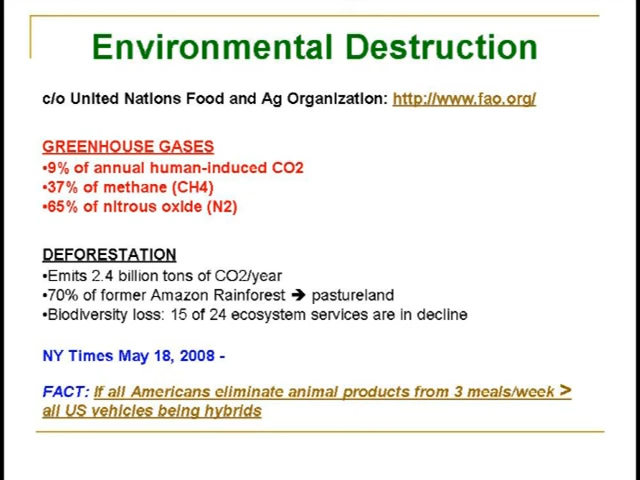 Environmental Destruction
c/o United Nations Food and Ag Organization: http://www.fao.org/
GREENHOUSE GASES
•9% of annual human-induced CO2
•37% of methane (CH4)
•65% of nitrous oxide (N2)
DEFORESTATION
•Emits 2.4 billion tons of CO2/year
•70% of former Amazon Rainforest ➔ pastureland
•Biodiversity loss: 15 of 24 ecosystem services are in decline
NY Times May 18, 2008 -
FACT: If all Americans eliminate animal products from 3 meals/week >
all US vehicles being hybrids